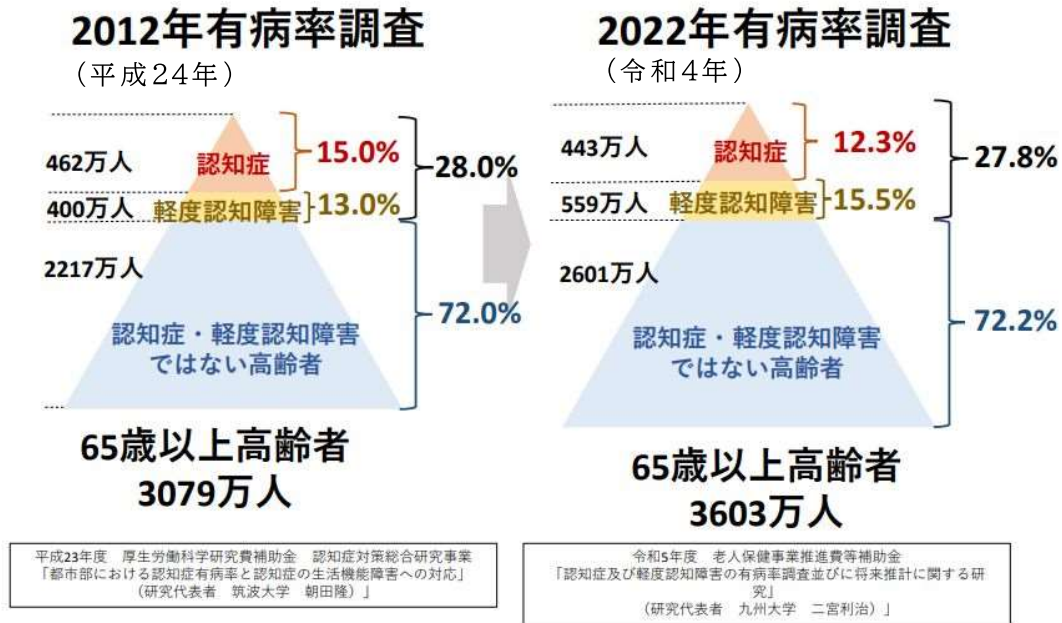 2012年有病率調査
（平成24年）
462万人
認知症
15.0%
28.0%
400万人
軽度認知障害
13.0%
2217万人
72.0%
認知症・軽度認知障害
ではない高齢者
65歳以上高齢者
3079万人
平成23年度　厚生労働科学研究費補助金　認知症対策総合研究事業
「都市部における認知症有病率と認知症の生活機能障害への対応」
（研究代表者　筑波大学　朝田隆）」
2022年有病率調査
（令和4年）
443万人
認知症
12.3%
27.8%
559万人
軽度認知障害
15.5%
2601万人
72.2%
認知症・軽度認知障害
ではない高齢者
65歳以上高齢者
3603万人
令和5年度　老人保健事業推進費等補助金
「認知症及び軽度認知障害の有病率調査並びに将来推計に関する研
究」
（研究代表者　九州大学　二宮利治）」